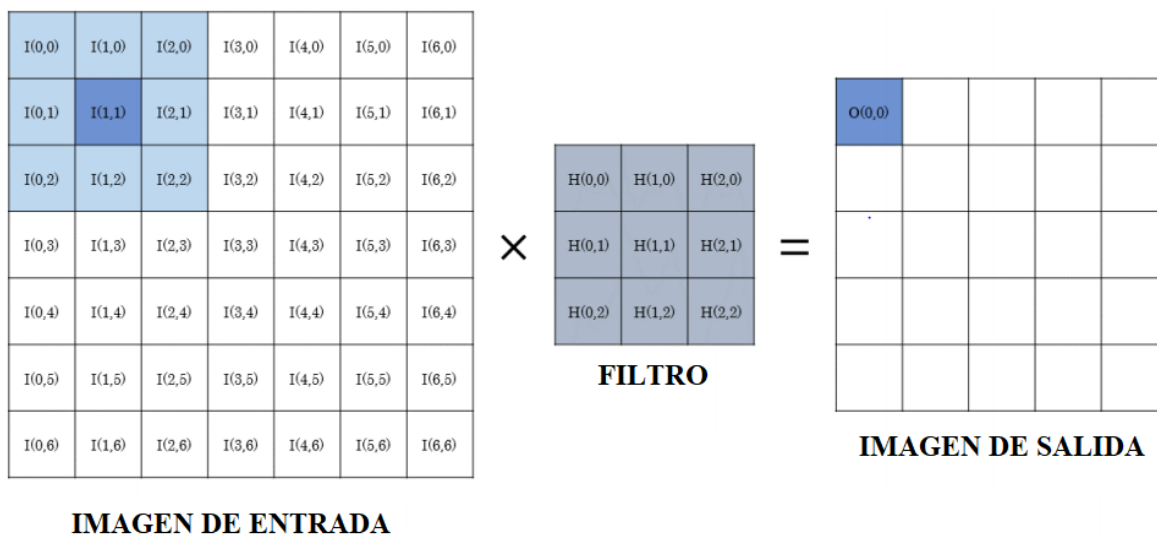 I(0,0) I(1,0) I(2,0) I(3,0) I(4,0) I(5,0) I(6,0)
I(0,1) I(1,1) I(2,1) I(3,1) I(4,1) I(5,1) I(6,1)
I(0,2) I(1,2) I(2,2) I(3,2) I(4,2) I(5,2) I(6,2)
I(0,3) I(1,3) I(2,3) I(3,3) I(4,3) I(5,3) I(6,3)
I(0,4) I(1,4) I(2,4) I(3,4) I(4,4) I(5,4) I(6,4)
I(0,5) I(1,5) I(2,5) I(3,5) I(4,5) I(5,5) I(6,5)
I(0,6) I(1,6) I(2,6) I(3,6) I(4,6) I(5,6) I(6,6)
IMAGEN DE ENTRADA
×
H(0,0) H(1,0) H(2,0)
H(0,1) H(1,1) H(2,1)
H(0,2) H(1,2) H(2,2)
FILTRO
=
O(0,0)
IMAGEN DE SALIDA